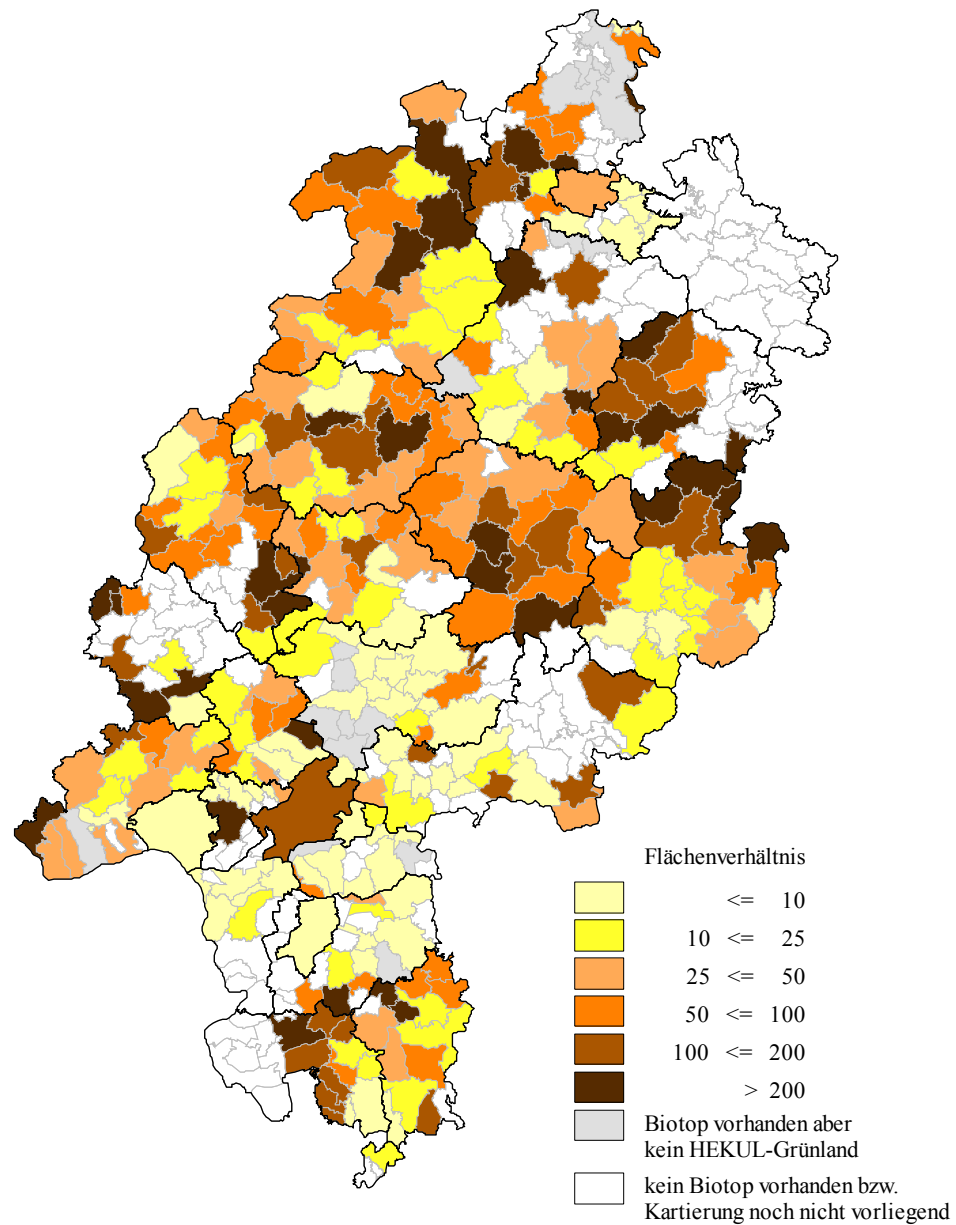 Flächenverhältnis
<= 10
10 <= 25
25 <= 50
50 <= 100
100 <= 200
> 200
Biotop vorhanden aber
kein HEKUL-Grünland
kein Biotop vorhanden bzw.
Kartierung noch nicht vorliegend